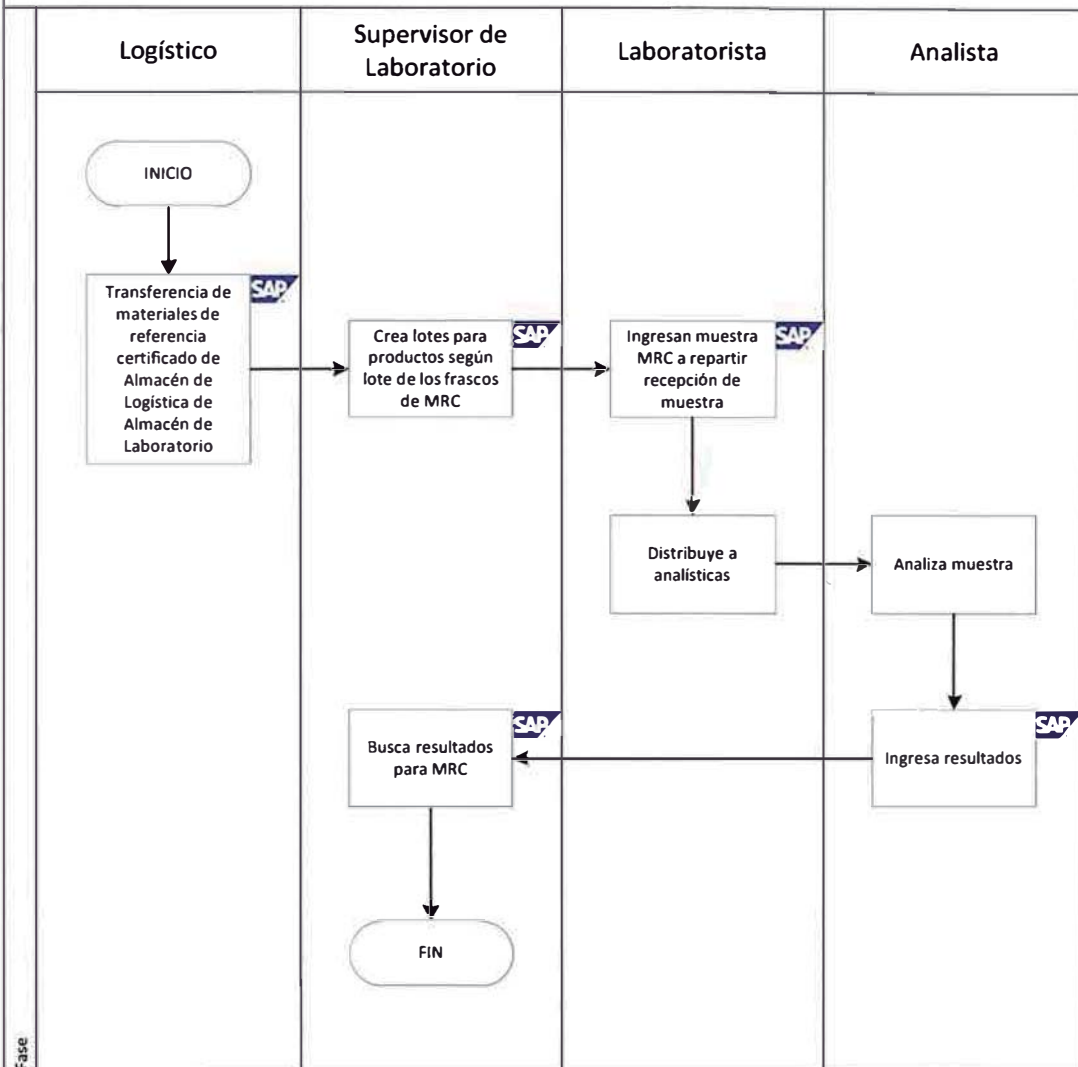 Logístico
Supervisor de
Laboratorio
Laboratorista
Analista
INICIO
SAP
Transferencia de
materiales de
referencia
certificado de
Almacén de
Logística de
Almacén de
Laboratorio
SAP
Crea lotes para
productos según
lote de los frascos
de MRC
SAP
Ingresan muestra
MRC a repartir
recepción de
muestra
Distribuye a
analísticas
Analiza muestra
SAP
Ingresa resultados
SAP
Busca resultados
para MRC
FIN
Fase